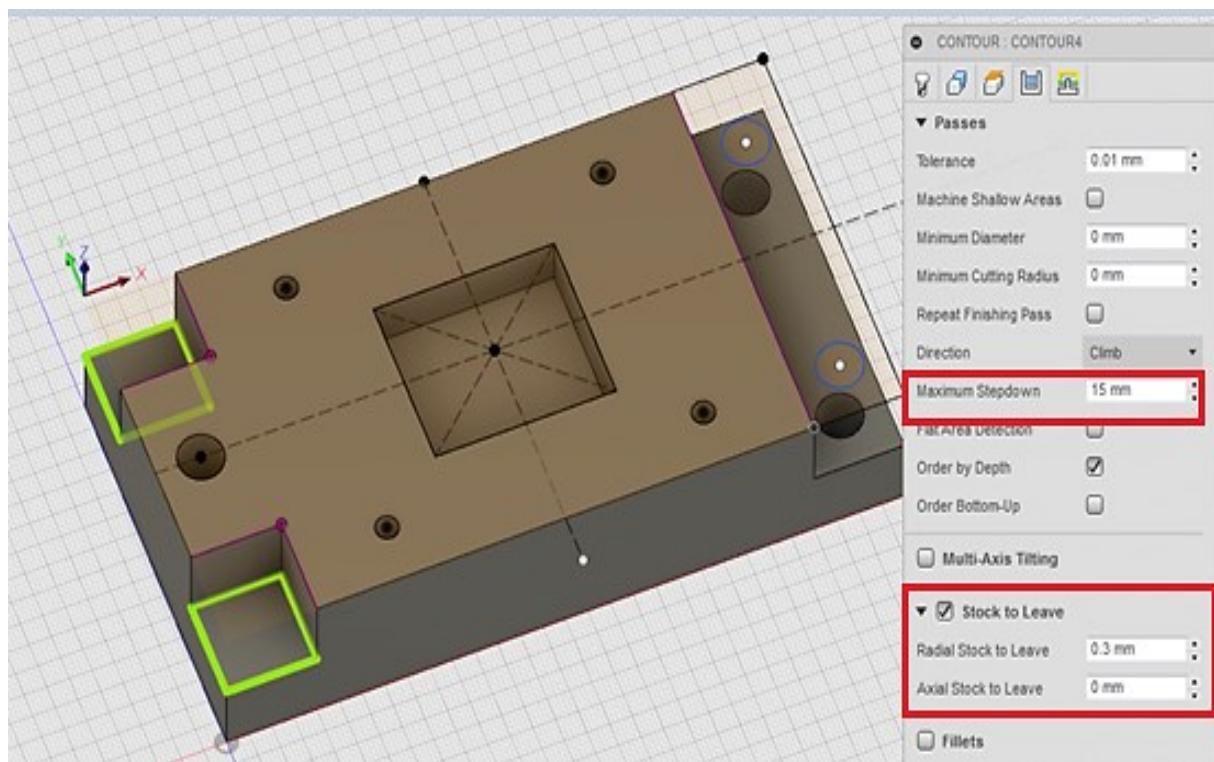 CONTOUR : CONTOUR4
Passes
Tolerance 0.01 mm
Machine Shallow Areas
Minimum Diameter 0 mm
Minimum Cutting Radius 0 mm
Repeat Finishing Pass
Direction Climb
Maximum Stepdown 15 mm
Flat Area Detection
Order by Depth
Order Bottom-Up
Multi-Axis Tilting
Stock to Leave
Radial Stock to Leave 0.3 mm
Axial Stock to Leave 0 mm
Fillets
Y Z X